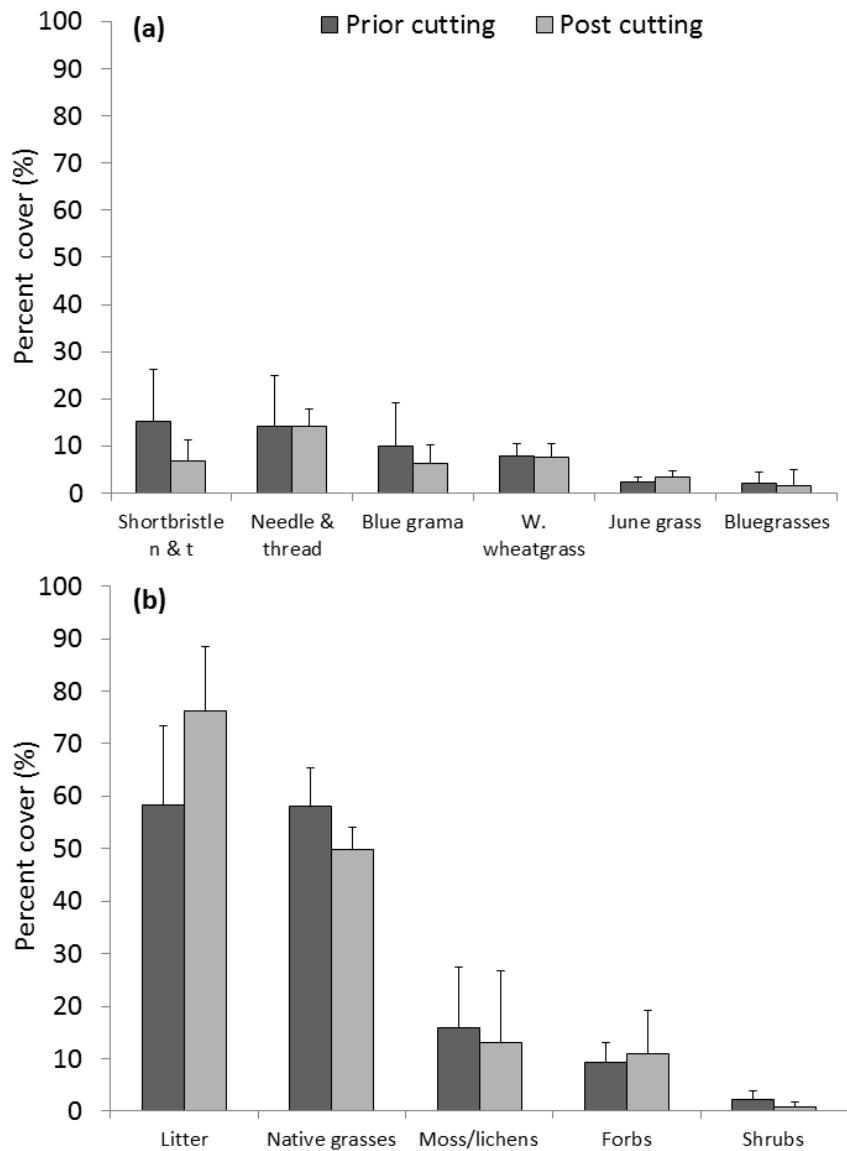 (a)
Prior cutting
Post cutting
Percent cover (%)
100
90
80
70
60
50
40
30
20
10
0
Shortbristle
n & t
Needle &
thread
Blue grama
W.
wheatgrass
June grass
Bluegrasses
(b)
Percent cover (%)
100
90
80
70
60
50
40
30
20
10
0
Litter
Native grasses
Moss/lichens
Forbs
Shrubs